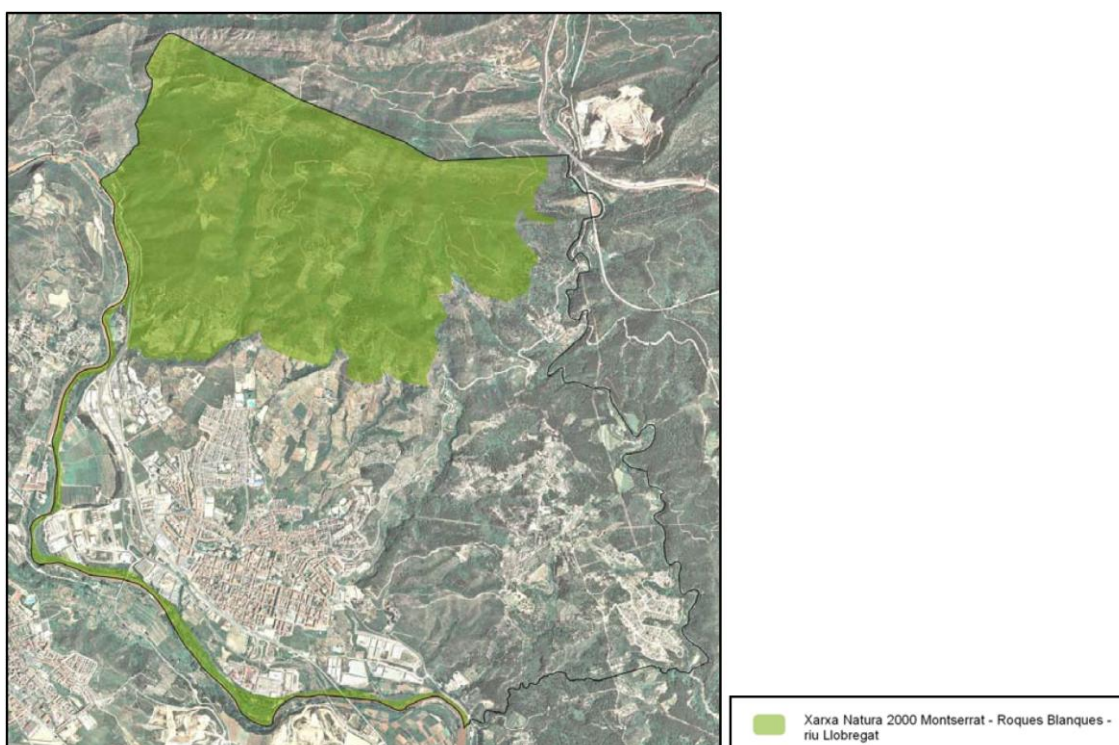 Xarxa Natura 2000 Montserrat - Roques Blanques -
riu Llobregat